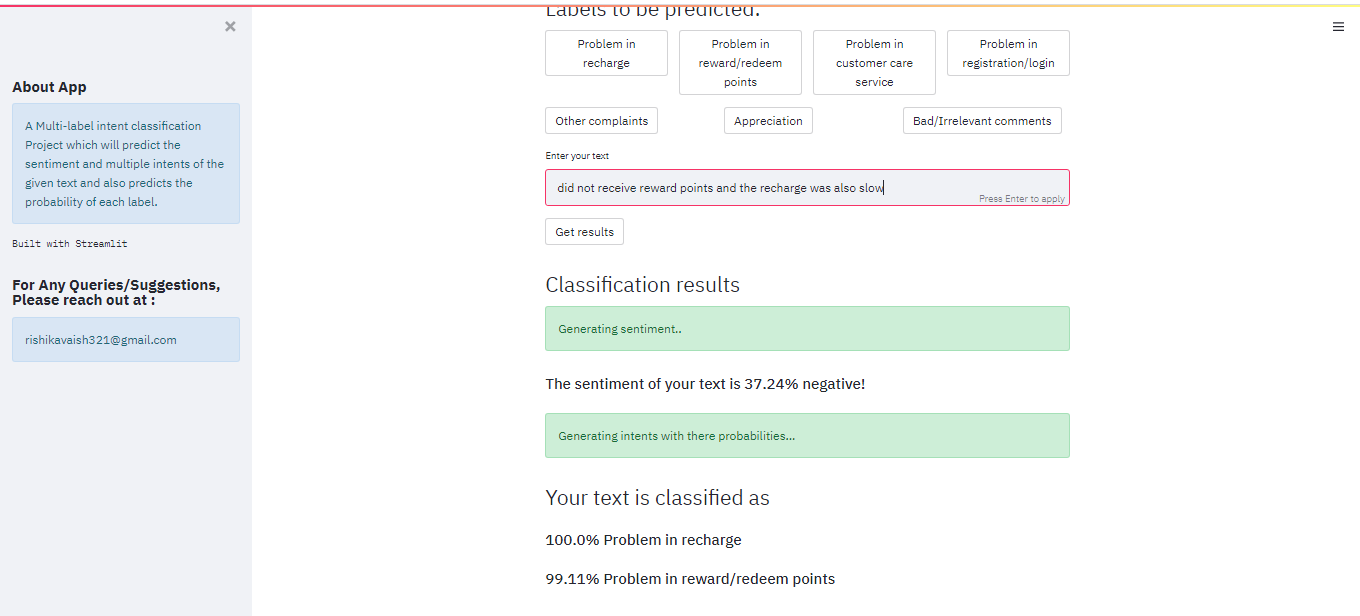 ×
About App
A Multi-label intent classification
Project which will predict the
sentiment and multiple intents of the
given text and also predicts the
probability of each label.
Built with Streamlit
For Any Queries/Suggestions,
Please reach out at :
rishikavaish321@gmail.com
Labels to be predicted.
Problem in
recharge
Problem in
reward/redeem
points
Problem in
customer care
service
Problem in
registration/login
Other complaints
Appreciation
Bad/Irrelevant comments
Enter your text
did not receive reward points and the recharge was also slow
Press Enter to apply
Get results
Classification results
Generating sentiment..
The sentiment of your text is 37.24% negative!
Generating intents with there probabilities...
Your text is classified as
100.0% Problem in recharge
99.11% Problem in reward/redeem points